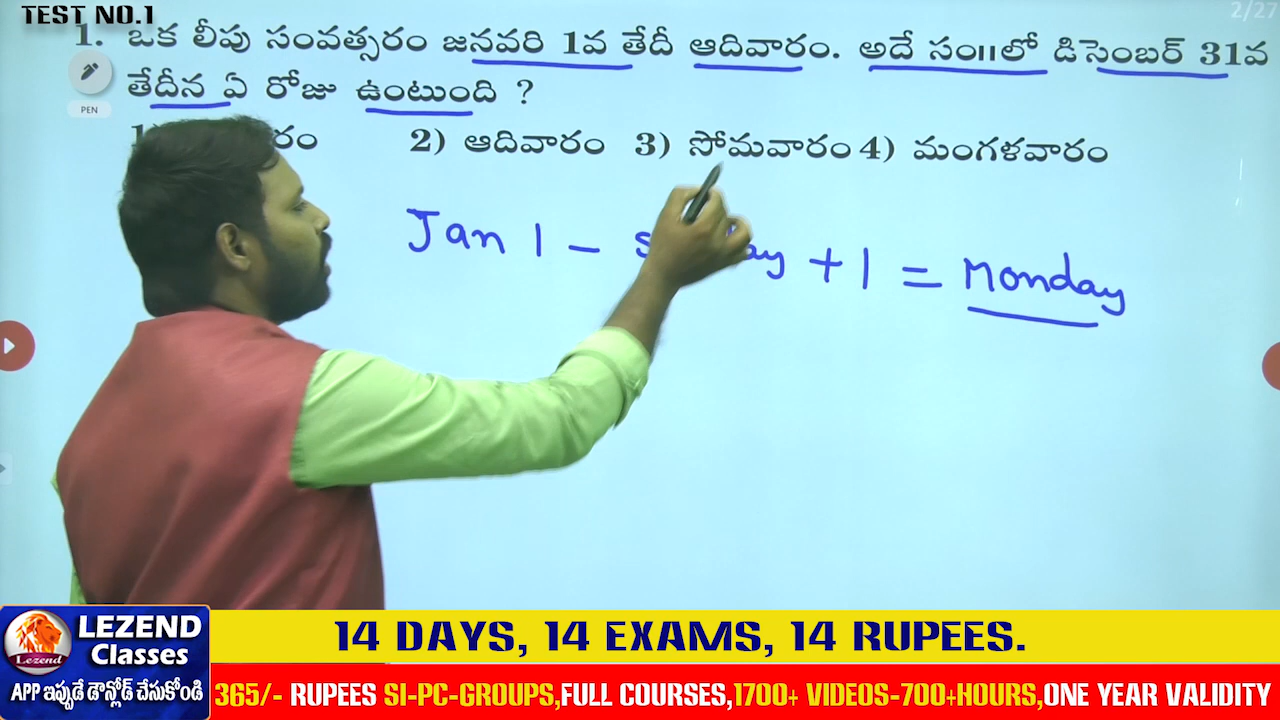 TEST NO.1
2/27
1. ఒక లీపు సంవత్సరం జనవరి 1వ తేదీ ఆదివారం. అదే సం॥లో డిసెంబర్ 31వ
తేదీన ఏ రోజు ఉంటుంది ?
PEN
2) ఆదివారం 3) సోమవారం 4) మంగళవారం
Jan 1 - +1 = Monday
LEZEND
Classes
Lezend
APP ఇప్పుడే డౌన్లోడ్ చేసుకోండి
14 DAYS, 14 EXAMS, 14 RUPEES.
365/- RUPEES SI-PC-GROUPS,FULL COURSES,1700+ VIDEOS-700+HOURS,ONE YEAR VALIDITY